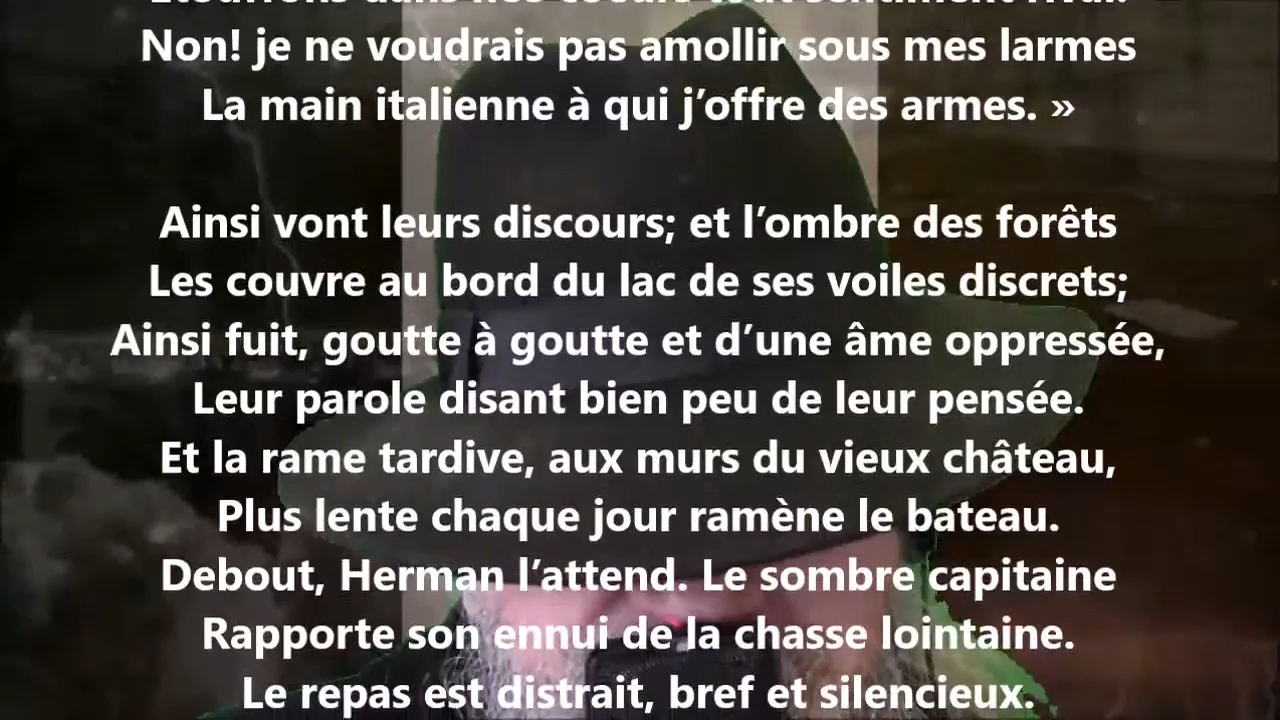 Non! je ne voudrais pas amollir sous mes larmes
La main italienne à qui j’offre des armes. »
Ainsi vont leurs discours; et l’ombre des forêts
Les couvre au bord du lac de ses voiles discrets;
Ainsi fuit, goutte à goutte et d’une âme oppressée,
Leur parole disant bien peu de leur pensée.
Et la rame tardive, aux murs du vieux château,
Plus lente chaque jour ramène le bateau.
Debout, Herman l’attend. Le sombre capitaine
Rapporte son ennui de la chasse lointaine.
Le repas est distrait, bref et silencieux.